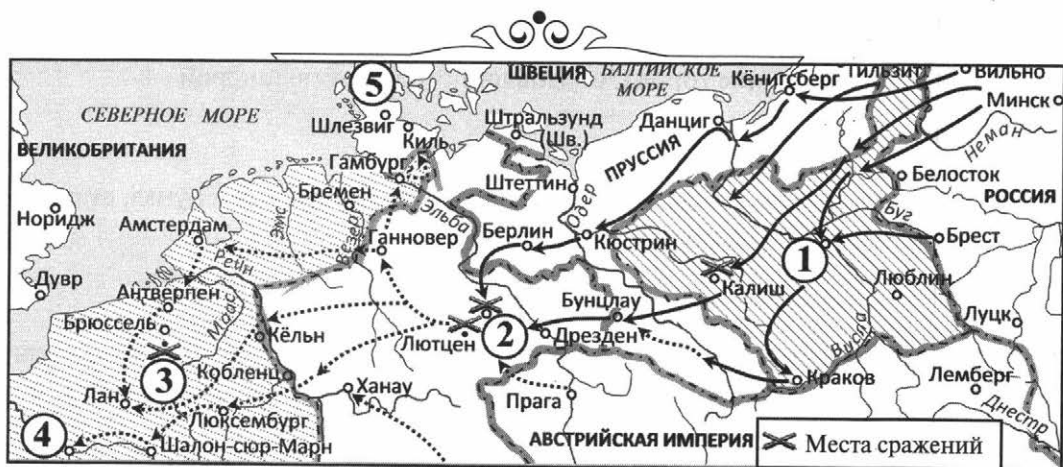 5
ШВЕЦИЯ
БАЛТИЙСКОЕ
МОРЕ
Кёнигсберг
ТИЛЬЗИТ
Вильно
Минск
СЕВЕРНОЕ МОРЕ
Шлезвиг
Киль
Штральзунд
(Шв.)
Данциг
ПРУССИЯ
Неман
ВЕЛИКОБРИТАНИЯ
Гамбург
Штеттин
Белосток
РОССИЯ
Норидж
Бремен
Амстердам
Эмс
Везер
Эльба
Одер
Буг
Ганновер
Берлин
Кюстрин
1
Брест
Дувр
Рейн
Антверпен
Маас
Калиш
Люблин
Брюссель
Кёльн
Лютцен
2
Бунцлау
Дрезден
Висла
Луцк
3
Кобленц
Ханау
Прага
Краков
Лемберг
Лан
Люксембург
Днестр
4
Шалон-сюр-Марн
АВСТРИЙСКАЯ ИМПЕРИЯ
Места сражений